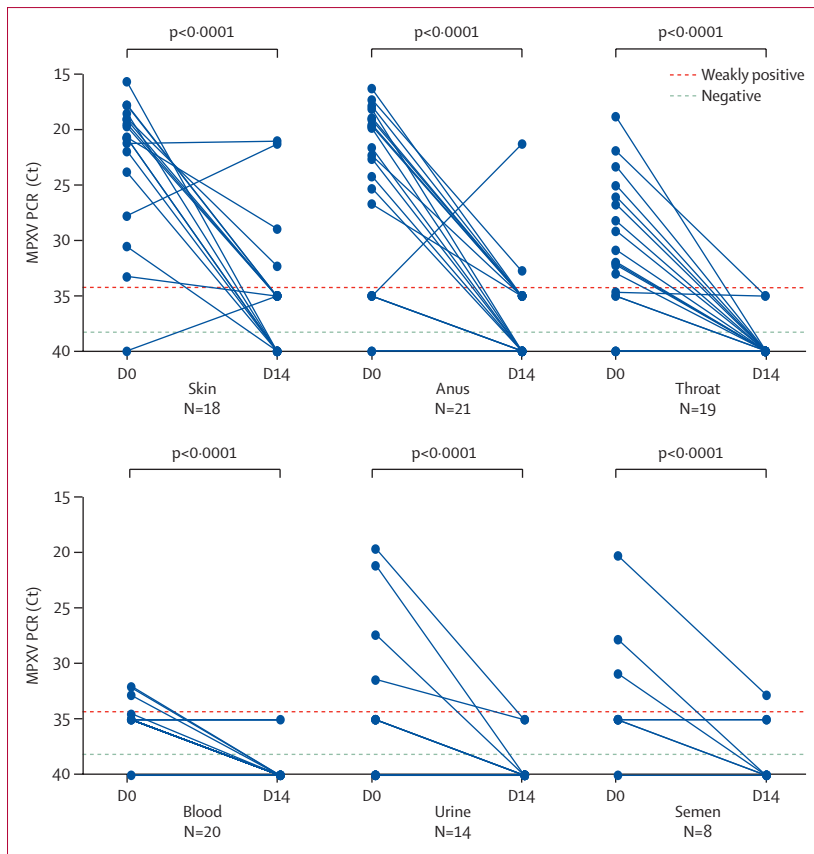 p<0·0001 p<0·0001 p<0·0001
Weakly positive
Negative
MPXV PCR (Ct)
15
20
25
30
35
40
D0 D14 D0 D14 D0 D14
Skin Anus Throat
N=18 N=21 N=19
p<0·0001 p<0·0001 p<0·0001
MPXV PCR (Ct)
15
20
25
30
35
40
D0 D14 D0 D14 D0 D14
Blood Urine Semen
N=20 N=14 N=8